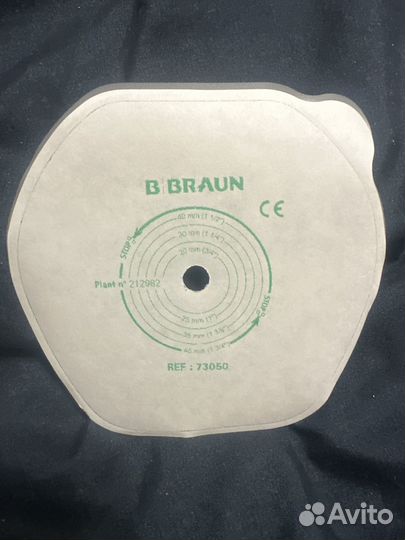 B|BRAUN
CE
40 mm (1 1/2")
30 mm (1 1/4")
20 mm (3/4")
STOP
Plant n° 212982
STOP
25 mm (1")
35 mm (1 3/8")
45 mm (1 3/4")
REF : 73050
Avito